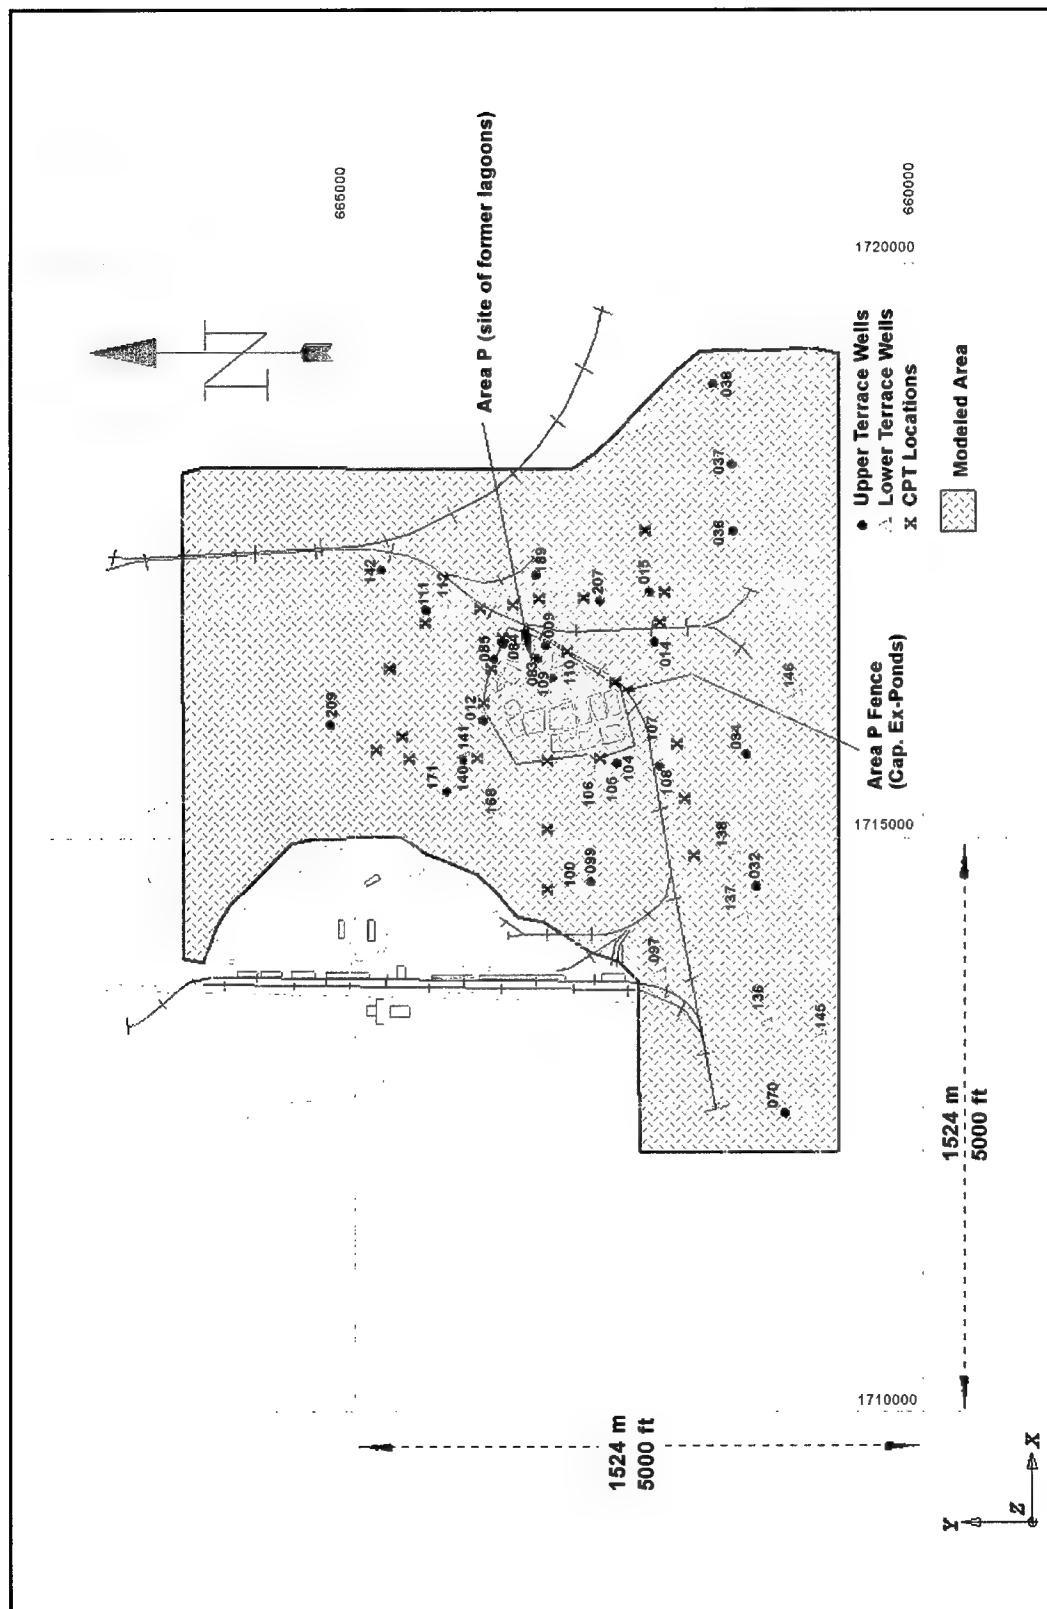 665000
Area P (site of former lagoons)
N
1720000
660000
209
142
111
112
171
140
141
168
012
085
084
083
009
109
110
189
207
015
014
100
099
106
105
104
107
108
038
037
036
146
084
138
137
032
097
136
145
070
Upper Terrace Wells
Lower Terrace Wells
X CPT Locations
Modeled Area
Area P Fence
(Cap. Ex-Ponds)
1715000
1710000
1524 m
5000 ft
1524 m
5000 ft
Y
Z
X